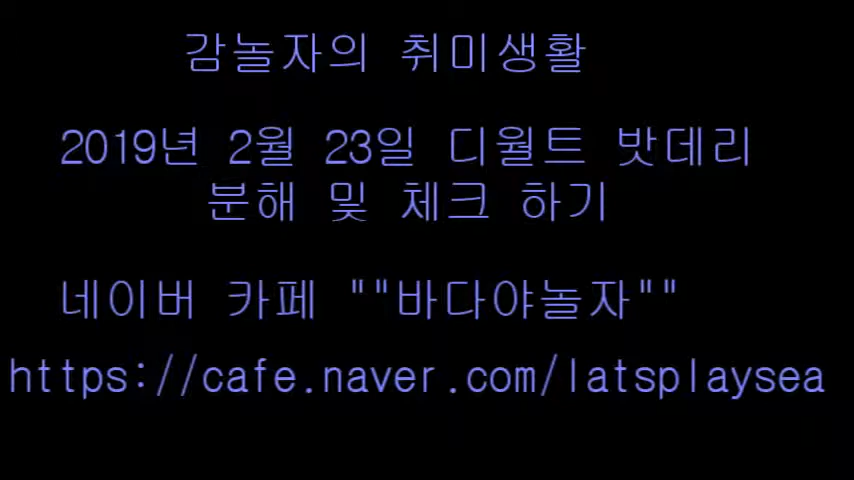 감놀자의 취미생활
2019년 2월 23일 디월트 밧데리
분해 및 체크 하기
네이버 카페 ""바다야놀자""
https://cafe.naver.com/latsplaysea